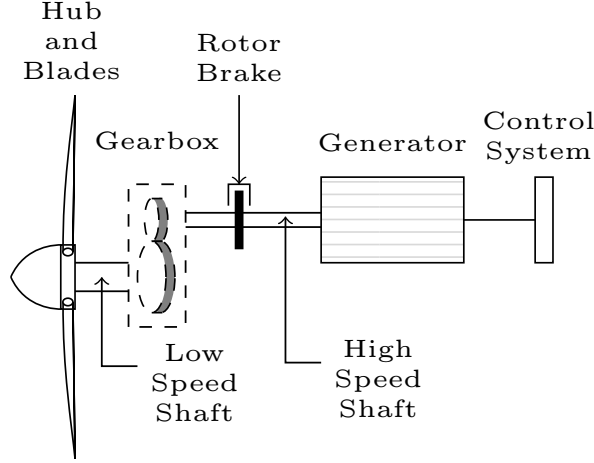 Hub
and
Blades
Rotor
Brake
Gearbox
Generator
Control
System
Low
Speed
Shaft
High
Speed
Shaft